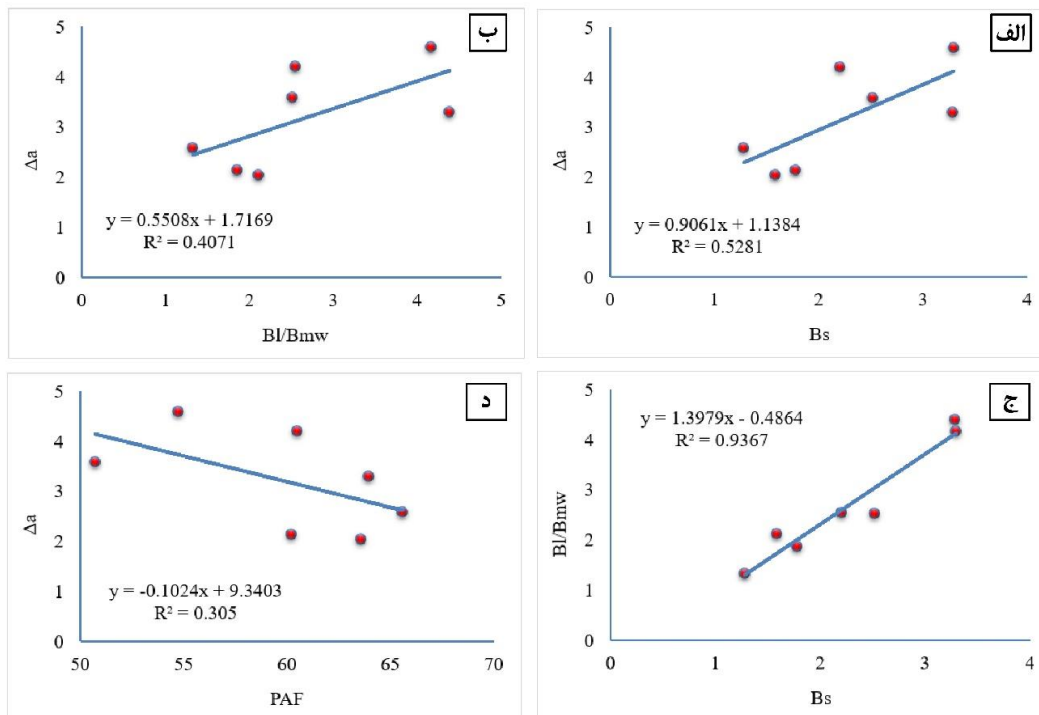 الف
5
4
3
2
1
0
Δa
0 1 2 3 4
Bs
y = 0.9061x + 1.1384
R² = 0.5281
ب
5
4
3
2
1
0
Δa
0 1 2 3 4 5
Bl/Bmw
y = 0.5508x + 1.7169
R² = 0.4071
ج
5
4
3
2
1
0
Bl/Bmw
0 1 2 3 4
Bs
y = 1.3979x - 0.4864
R² = 0.9367
د
5
4
3
2
1
0
Δa
50 55 60 65 70
PAF
y = -0.1024x + 9.3403
R² = 0.305